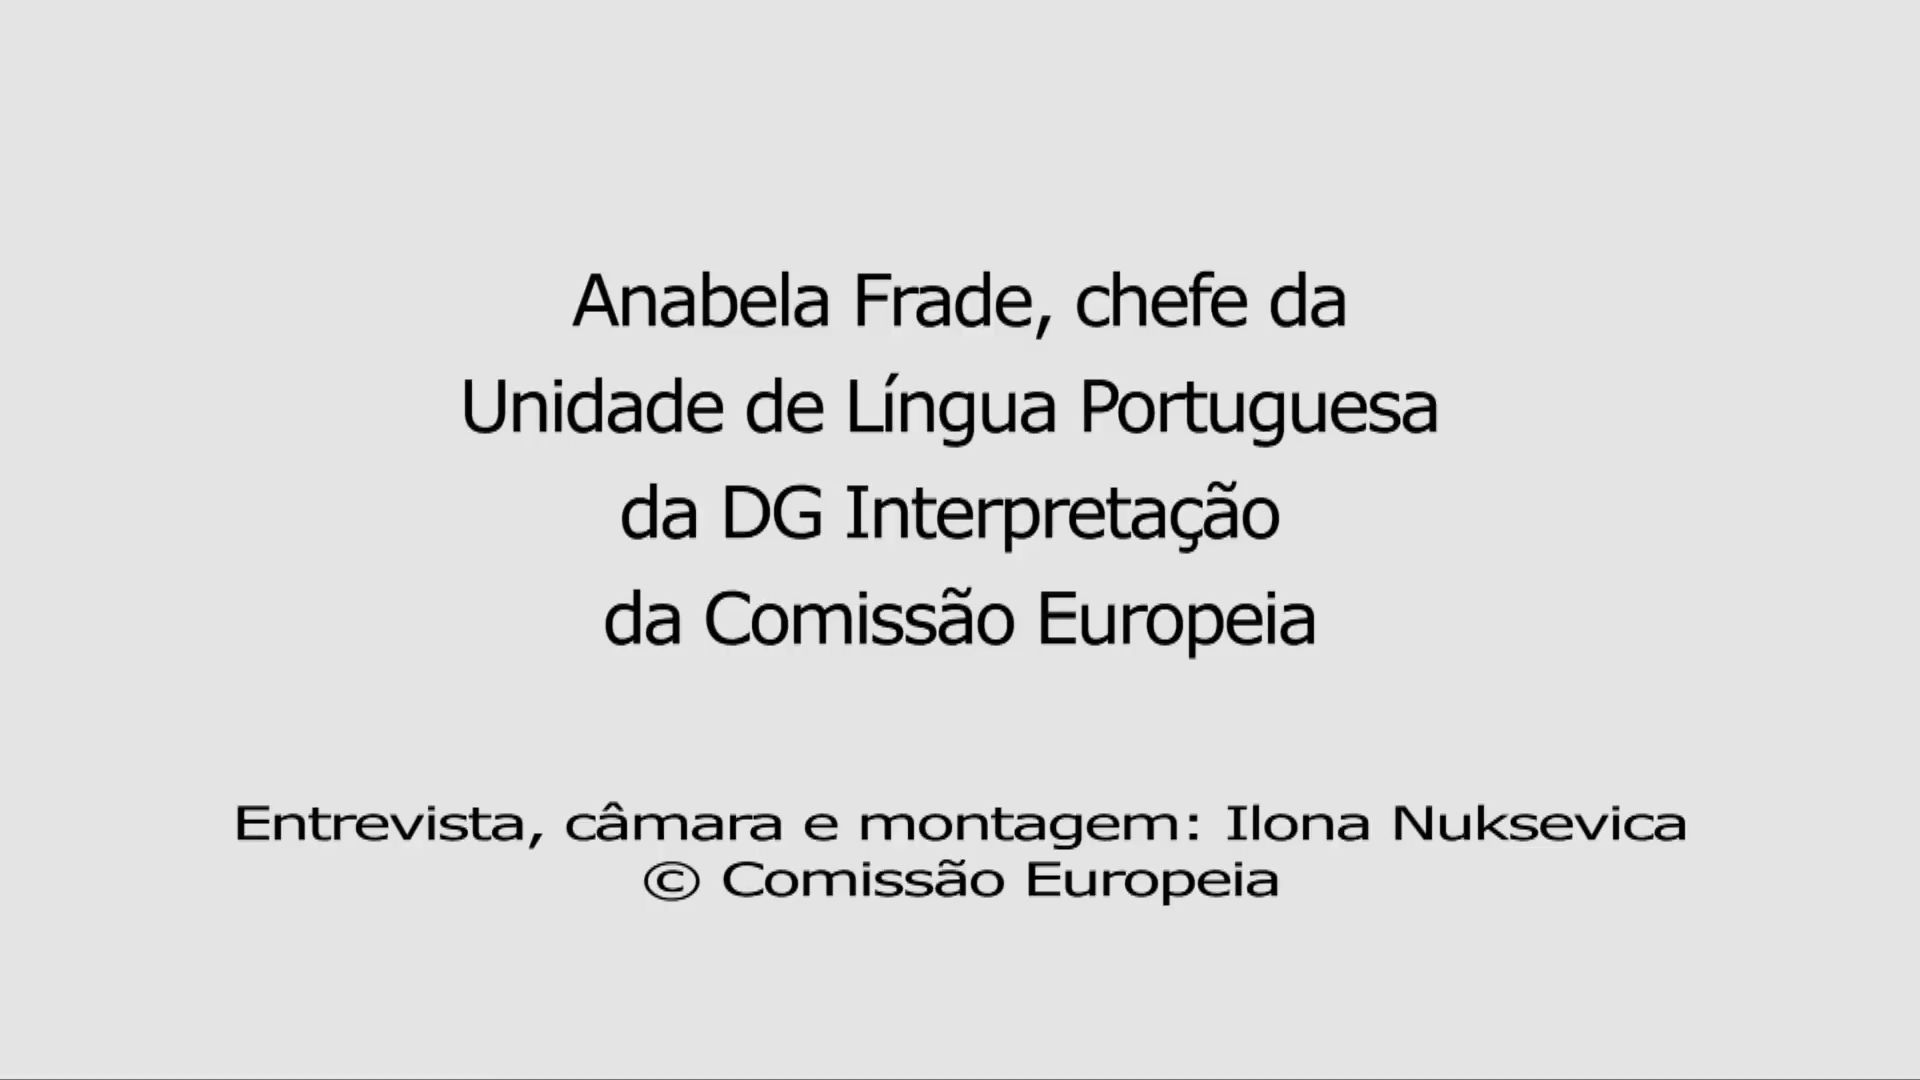 Anabela Frade, chefe da
Unidade de Língua Portuguesa
da DG Interpretação
da Comissão Europeia
Entrevista, câmara e montagem: Ilona Nuksevica
© Comissão Europeia